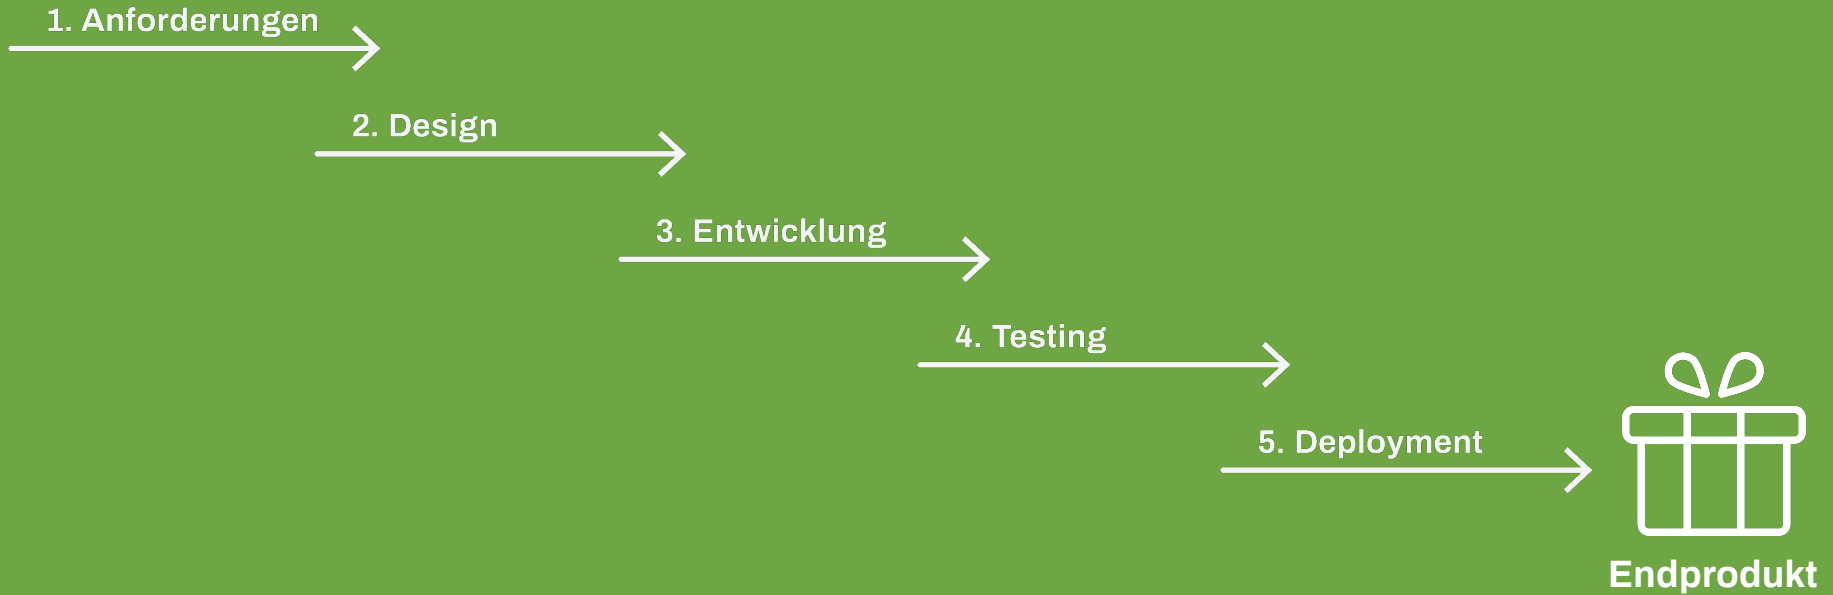 1. Anforderungen
2. Design
3. Entwicklung
4. Testing
5. Deployment
Endprodukt